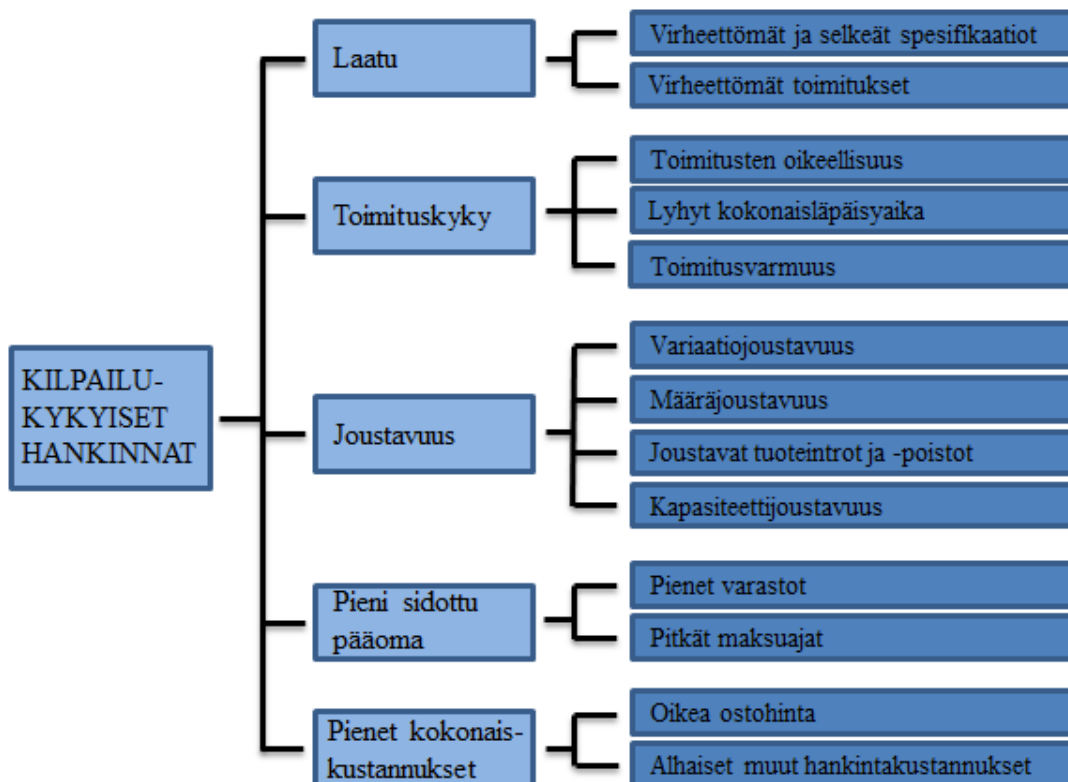 KILPAILU-
KYKYISET
HANKINNAT
Laatu
Virheettömät ja selkeät spesifikaatiot
Virheettömät toimitukset
Toimituskyky
Toimitusten oikeellisuus
Lyhyt kokonaisläpäisyaika
Toimitusvarmuus
Joustavuus
Variaatiojoustavuus
Määräjoustavuus
Joustavat tuoteintrot ja -poistot
Kapasiteettijoustavuus
Pieni sidottu
pääoma
Pienet varastot
Pitkät maksuajat
Pienet kokonais-
kustannukset
Oikea ostohinta
Alhaiset muut hankintakustannukset